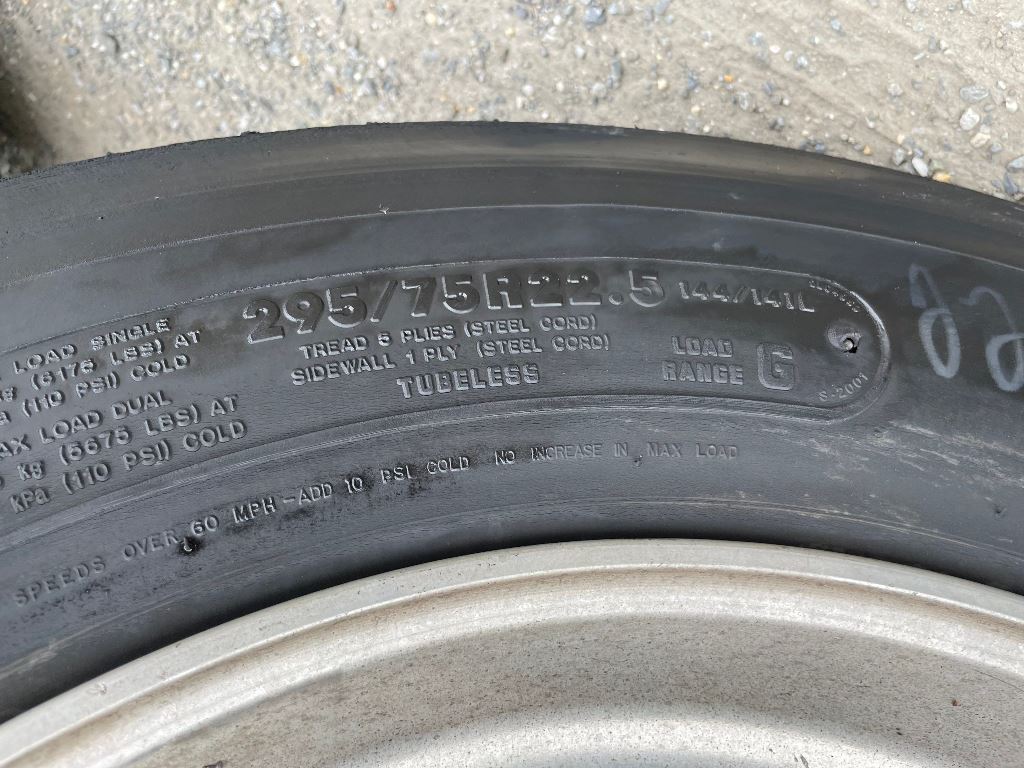 LOAD SINGLE
(6175 LBS) AT
(110 PSI) COLD
MAX LOAD DUAL
kg (5675 LBS) AT
kPa (110 PSI) COLD
295/75R22.5 144/141L
TREAD 5 PLIES (STEEL CORD)
SIDEWALL 1 PLY (STEEL CORD)
TUBELESS
LOAD
RANGE G
S-2001
SPEEDS OVER 60 MPH-ADD 10 PSI COLD NO INCREASE IN MAX LOAD